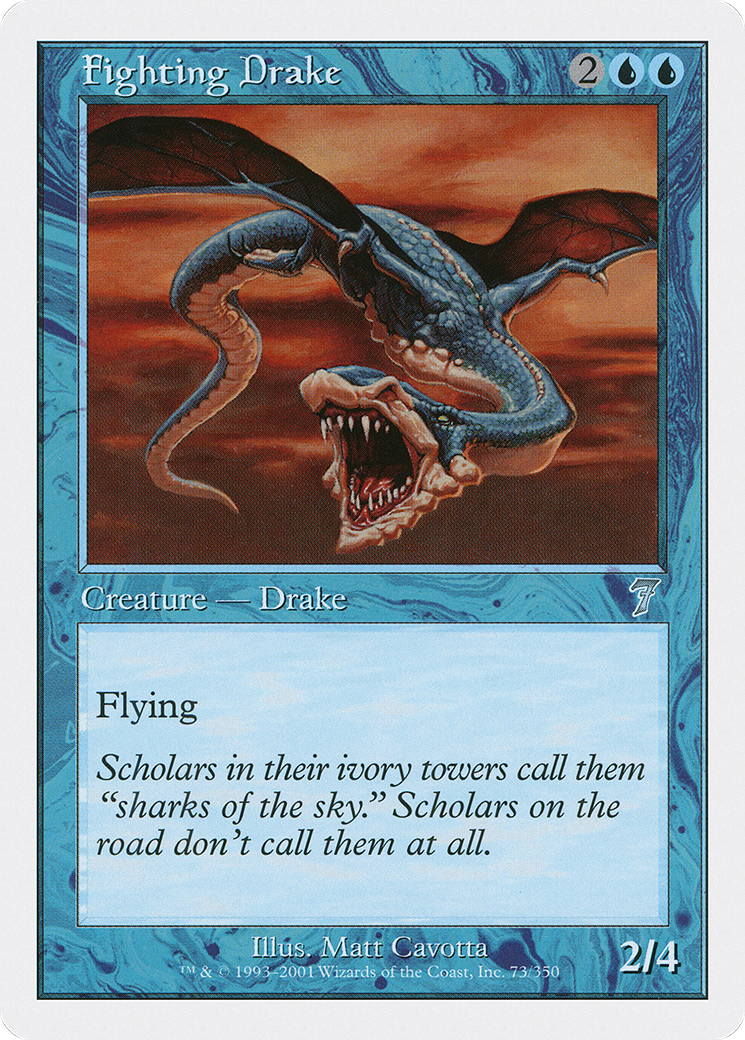 Fighting Drake 2
Creature — Drake 7
Flying
Scholars in their ivory towers call them
“sharks of the sky.” Scholars on the
road don’t call them at all.
Illus. Matt Cavotta
™ & © 1993–2001 Wizards of the Coast, Inc. 73/350
2/4